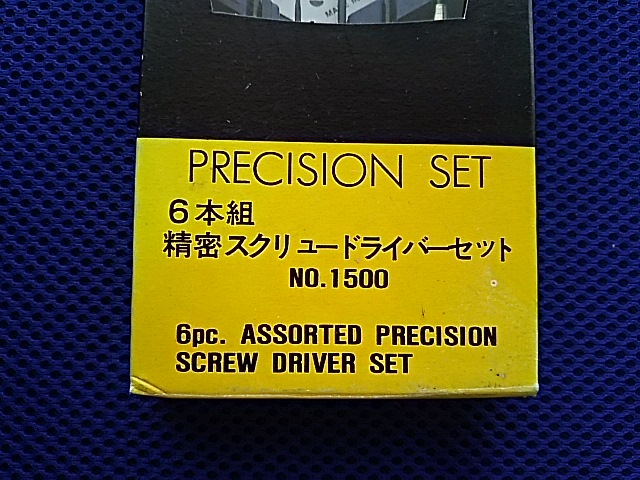 PRECISION SET
6本組
精密スクリュードライバーセット
NO.1500
6pc. ASSORTED PRECISION
SCREW DRIVER SET